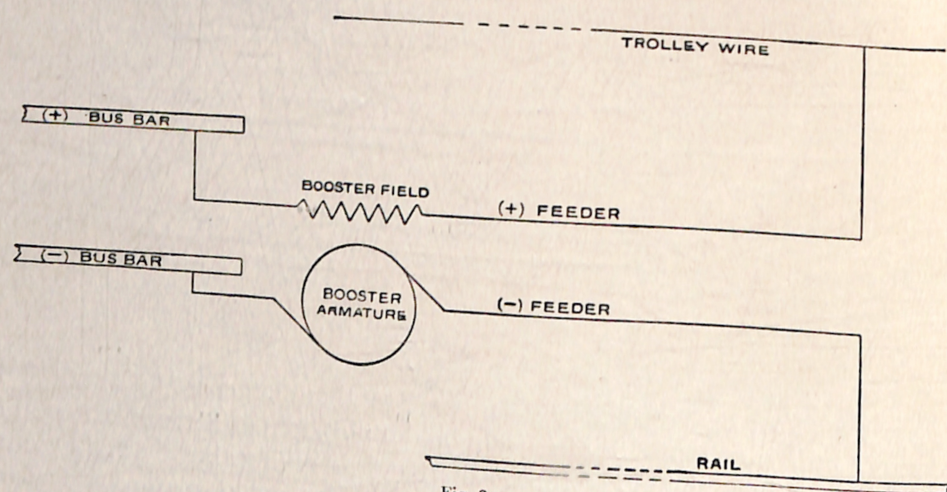 TROLLEY WIRE
(+) BUS BAR
BOOSTER FIELD
(+) FEEDER
(-) BUS BAR
BOOSTER
ARMATURE
(-) FEEDER
RAIL